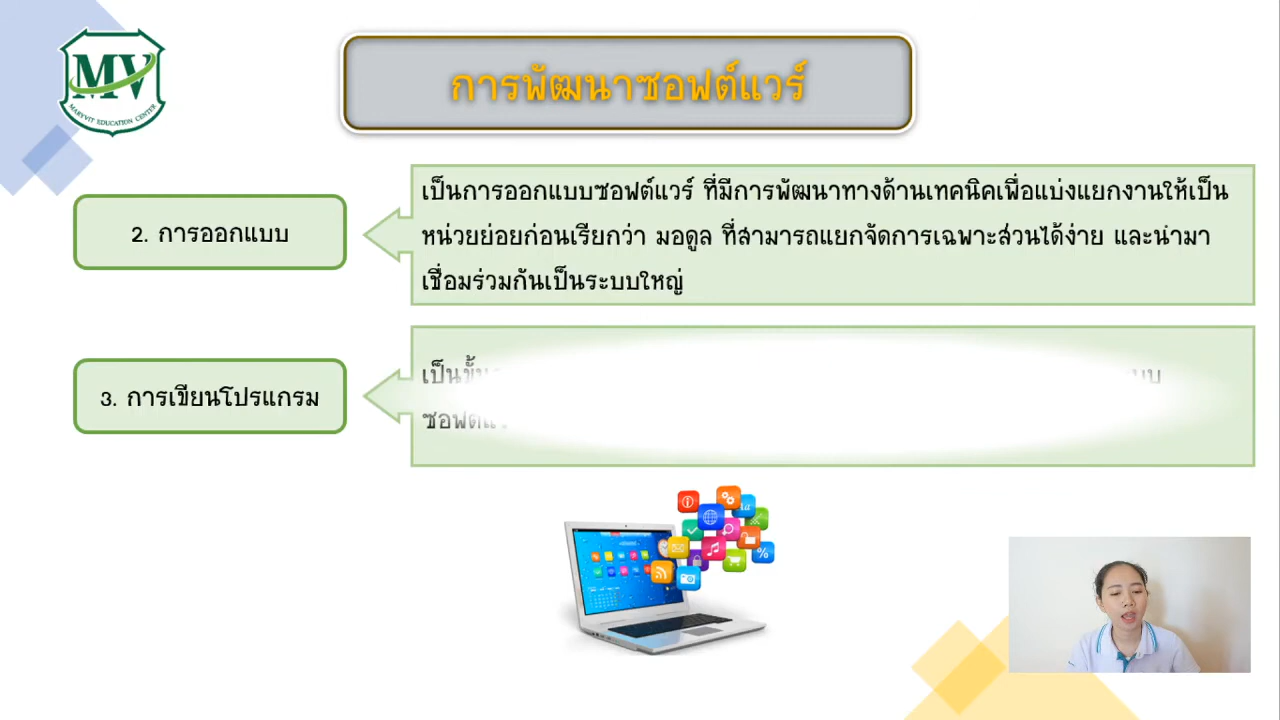 MV
MARYVIT EDUCATION CENTER
การพัฒนาซอฟต์แวร์
2. การออกแบบ
เป็นการออกแบบซอฟต์แวร์ ที่มีการพัฒนาทางด้านเทคนิคเพื่อแบ่งแยกงานให้เป็น
หน่วยย่อยก่อนเรียกว่า มอดูล ที่สามารถแยกจัดการเฉพาะส่วนได้ง่าย และนำมา
เชื่อมร่วมกันเป็นระบบใหญ่
3. การเขียนโปรแกรม